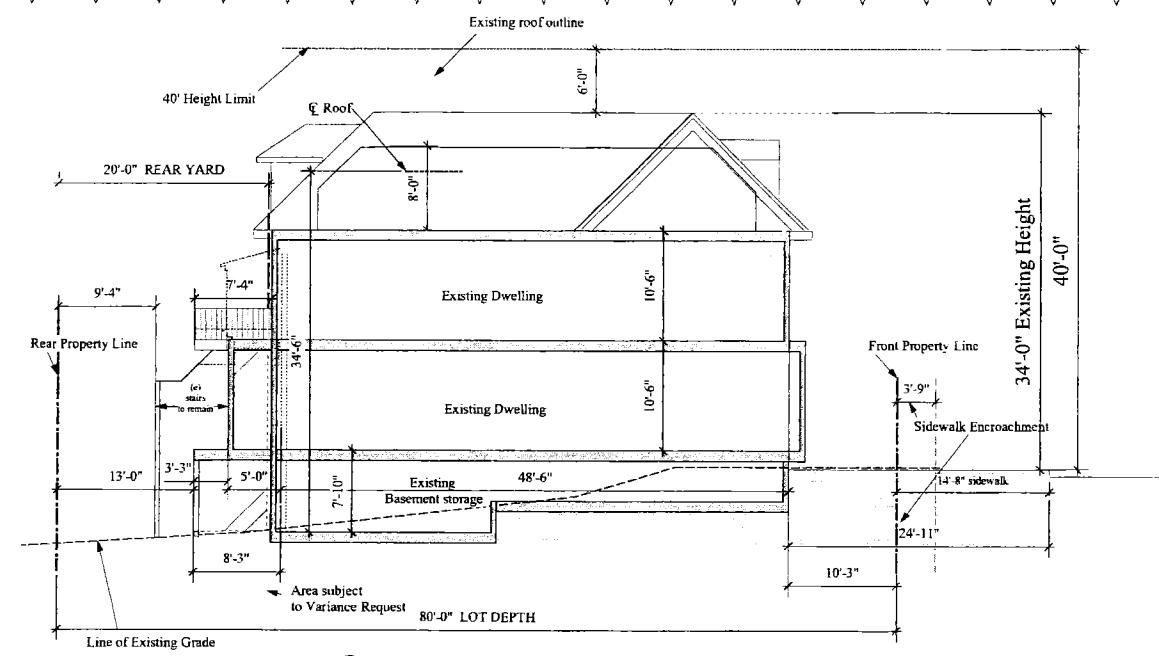 Existing roof outline
40' Height Limit
6'-0"
℄ Roof
20'-0" REAR YARD
8'-0"
34'-0" Existing Height
40'-0"
7'-4"
9'-4"
Existing Dwelling
10'-6"
Rear Property Line
34'-6"
Front Property Line
(e)
stairs
to remain
3'-9"
Existing Dwelling
10'-6"
Sidewalk Encroachment
13'-0"
3'-3"
5'-0"
7'-10"
Existing
Basement storage
48'-6"
14'-8" sidewalk
24'-11"
8'-3"
10'-3"
Area subject
to Variance Request
80'-0" LOT DEPTH
Line of Existing Grade